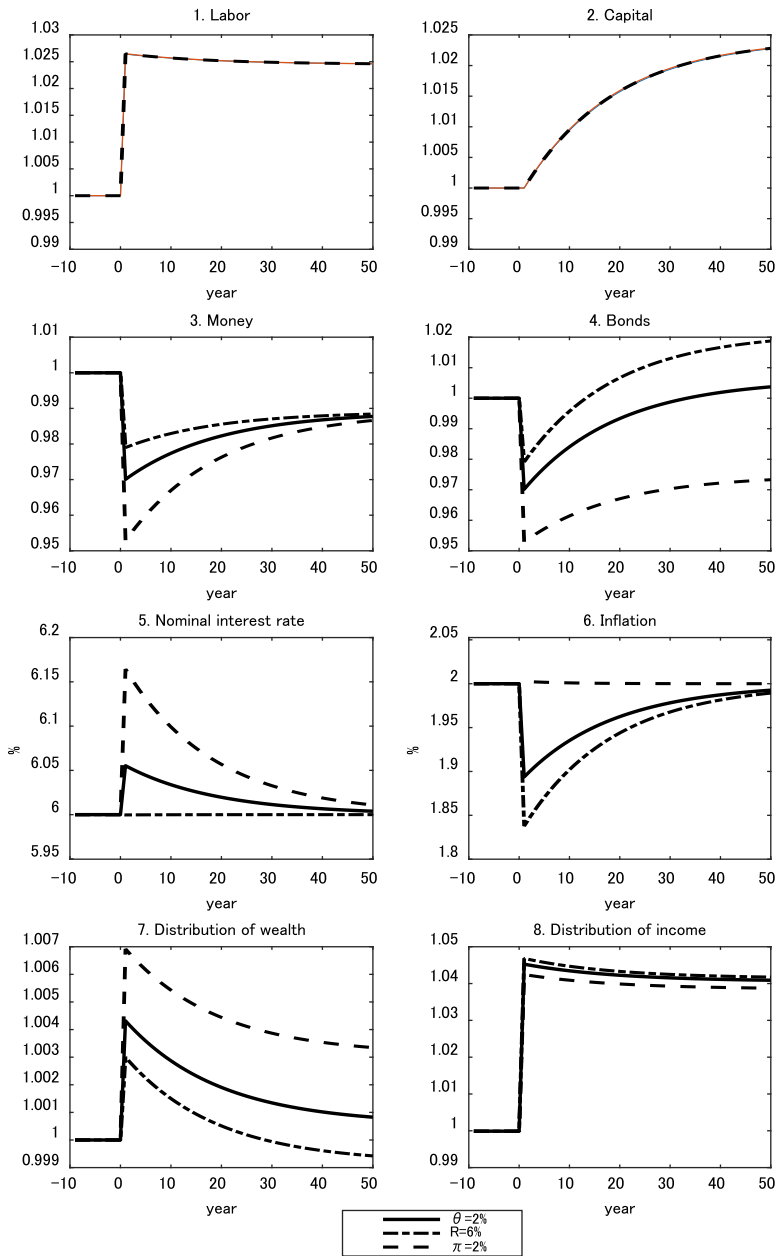 1. Labor
1.03
1.025
1.02
1.015
1.01
1.005
1
0.995
0.99
−10 0 10 20 30 40 50
year
2. Capital
1.025
1.02
1.015
1.01
1.005
1
0.995
0.99
−10 0 10 20 30 40 50
year
3. Money
1.01
1
0.99
0.98
0.97
0.96
0.95
−10 0 10 20 30 40 50
year
4. Bonds
1.02
1.01
1
0.99
0.98
0.97
0.96
0.95
−10 0 10 20 30 40 50
year
5. Nominal interest rate
%
6.2
6.15
6.1
6.05
6
5.95
−10 0 10 20 30 40 50
year
6. Inflation
%
2.05
2
1.95
1.9
1.85
1.8
−10 0 10 20 30 40 50
year
7. Distribution of wealth
1.007
1.006
1.005
1.004
1.003
1.002
1.001
1
0.999
−10 0 10 20 30 40 50
year
8. Distribution of income
1.05
1.04
1.03
1.02
1.01
1
0.99
−10 0 10 20 30 40 50
year
θ=2%
R=6%
π=2%